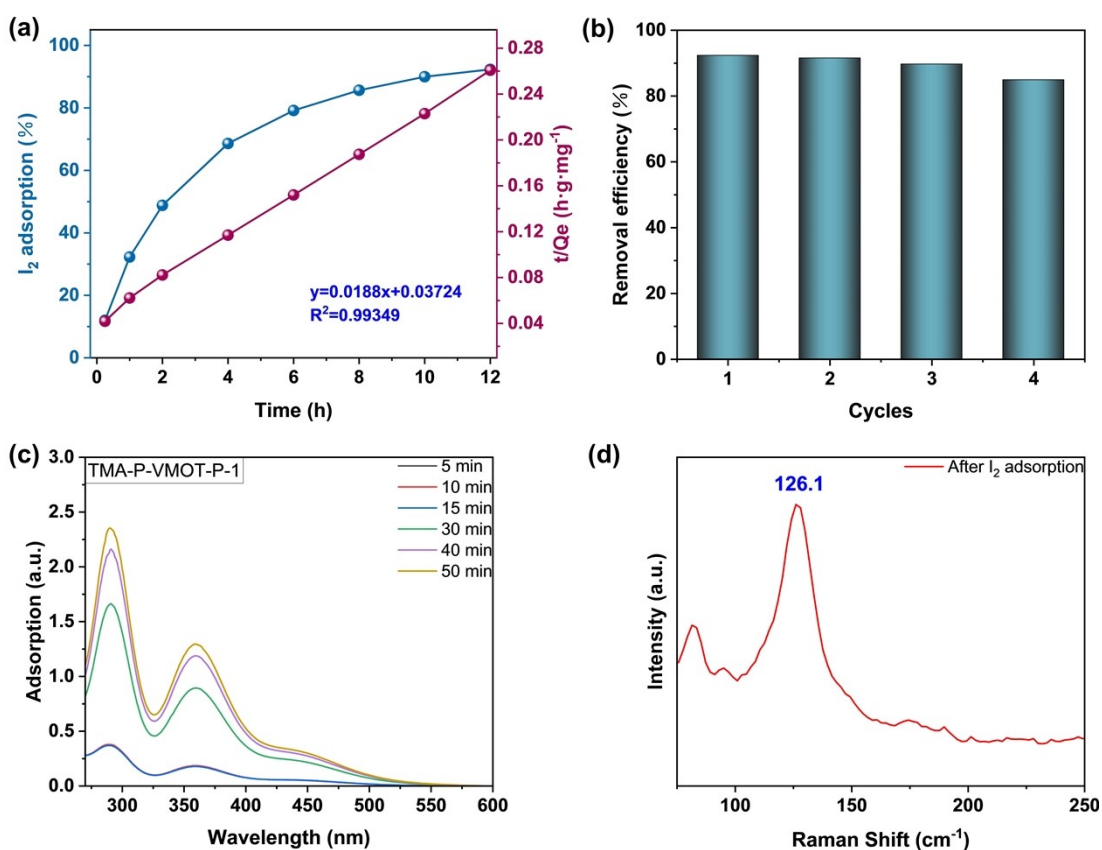 (a)
I₂ adsorption (%)
100
80
60
40
20
0
0.28
0.24
0.20
0.16
0.12
0.08
0.04
t/Qe (h·g·mg⁻¹)
y=0.0188x+0.03724
R²=0.99349
0 2 4 6 8 10 12
Time (h)
(b)
Removal efficiency (%)
100
80
60
40
20
0
1 2 3 4
Cycles
(c)
TMA-P-VMOT-P-1
5 min
10 min
15 min
30 min
40 min
50 min
Adsorption (a.u.)
3.0
2.5
2.0
1.5
1.0
0.5
0.0
300 350 400 450 500 550 600
Wavelength (nm)
(d)
After I₂ adsorption
126.1
Intensity (a.u.)
100 150 200 250
Raman Shift (cm⁻¹)